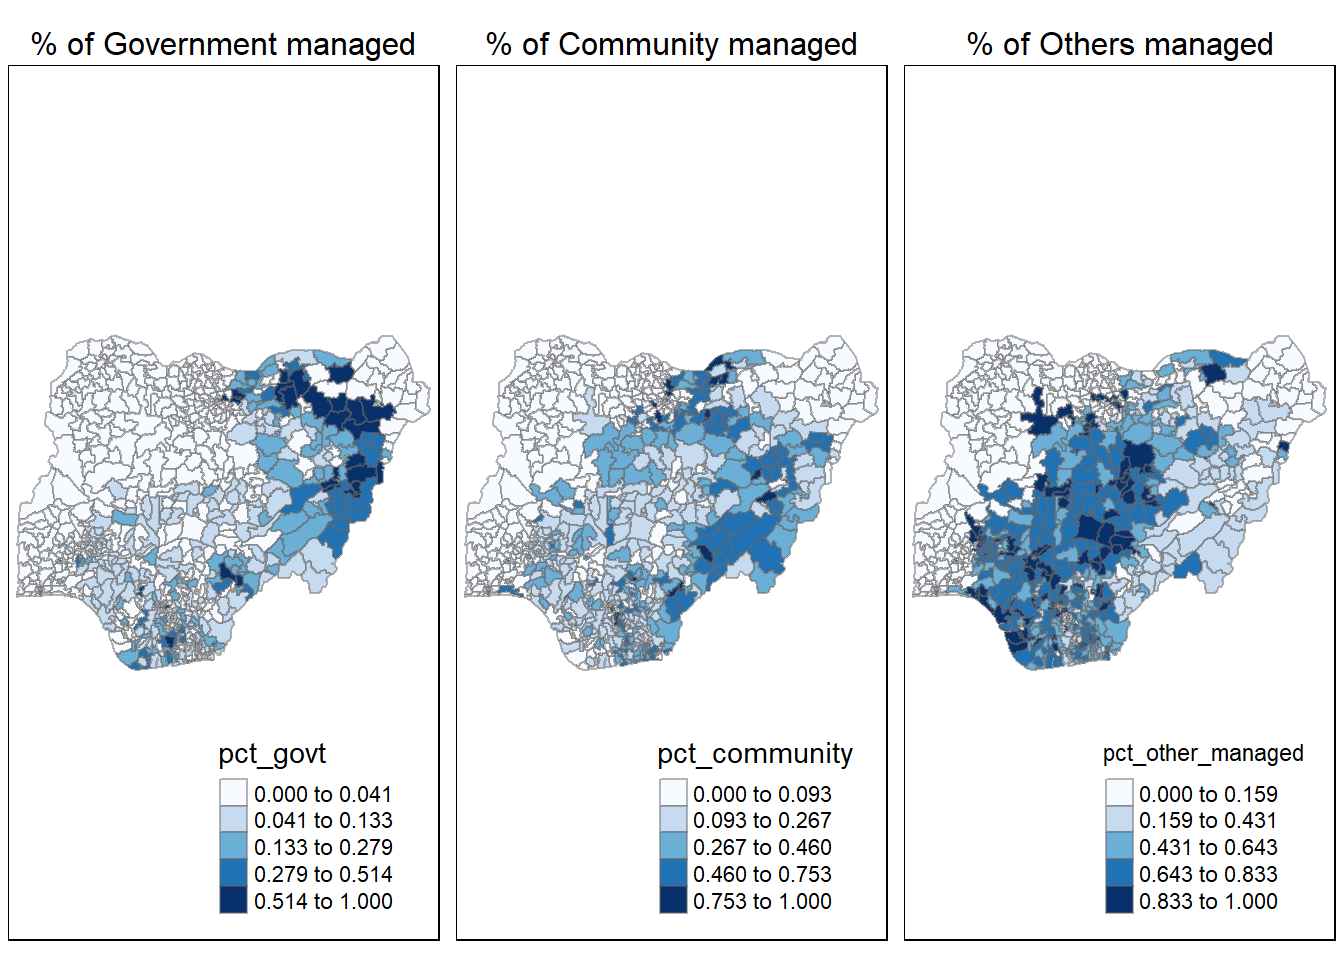 % of Government managed
% of Community managed
% of Others managed
pct_govt
0.000 to 0.041
0.041 to 0.133
0.133 to 0.279
0.279 to 0.514
0.514 to 1.000
pct_community
0.000 to 0.093
0.093 to 0.267
0.267 to 0.460
0.460 to 0.753
0.753 to 1.000
pct_other_managed
0.000 to 0.159
0.159 to 0.431
0.431 to 0.643
0.643 to 0.833
0.833 to 1.000